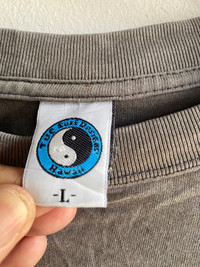 Surf Designs
Hawaii
-L-